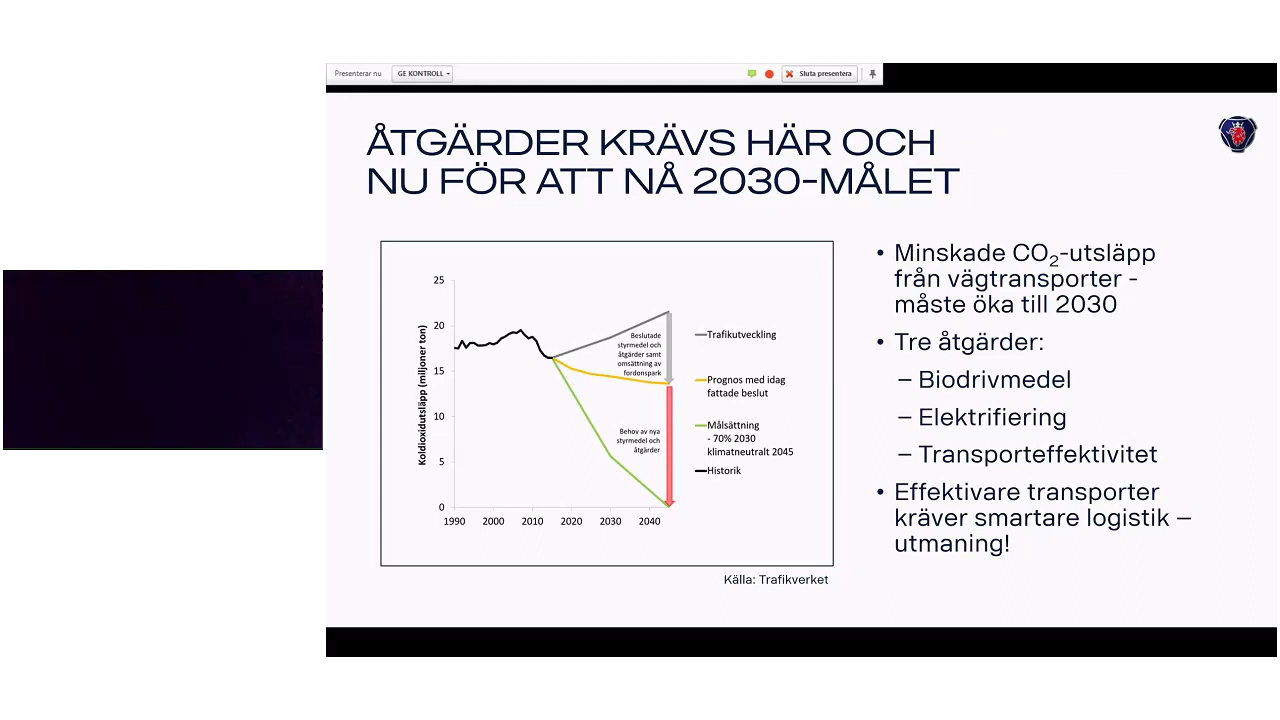 Presenterar nu
GE KONTROLL
Sluta presentera
ÅTGÄRDER KRÄVS HÄR OCH
NU FÖR ATT NÅ 2030-MÅLET
Koldioxidutsläpp (miljoner ton)
25
20
15
10
5
0
1990
2000
2010
2020
2030
2040
Beslutade
styrmedel och
åtgärder samt
omsättning av
fordonspark
Behov av nya
styrmedel och
åtgärder
Trafikutveckling
Prognos med idag
fattade beslut
Målsättning
- 70% 2030
klimatneutralt 2045
Historik
Källa: Trafikverket
• Minskade CO₂-utsläpp
från vägtransporter -
måste öka till 2030
• Tre åtgärder:
– Biodrivmedel
– Elektrifiering
– Transporteffektivitet
• Effektivare transporter
kräver smartare logistik –
utmaning!